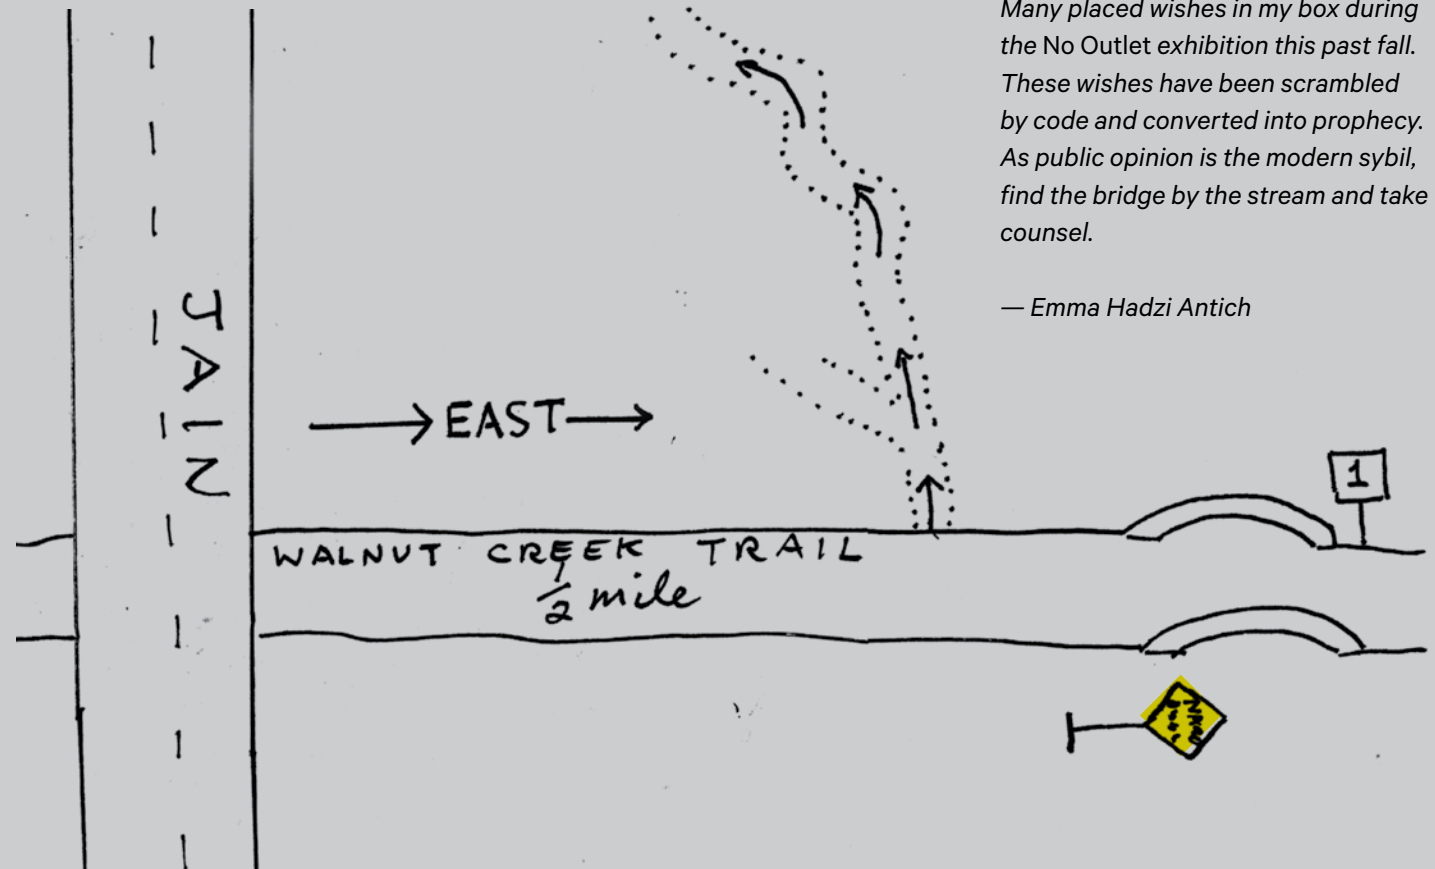 Many placed wishes in my box during
the No Outlet exhibition this past fall.
These wishes have been scrambled
by code and converted into prophecy.
As public opinion is the modern sybil,
find the bridge by the stream and take
counsel.
— Emma Hadzi Antich
JAIN
EAST
1
WALNUT CREEK TRAIL
1/2 mile